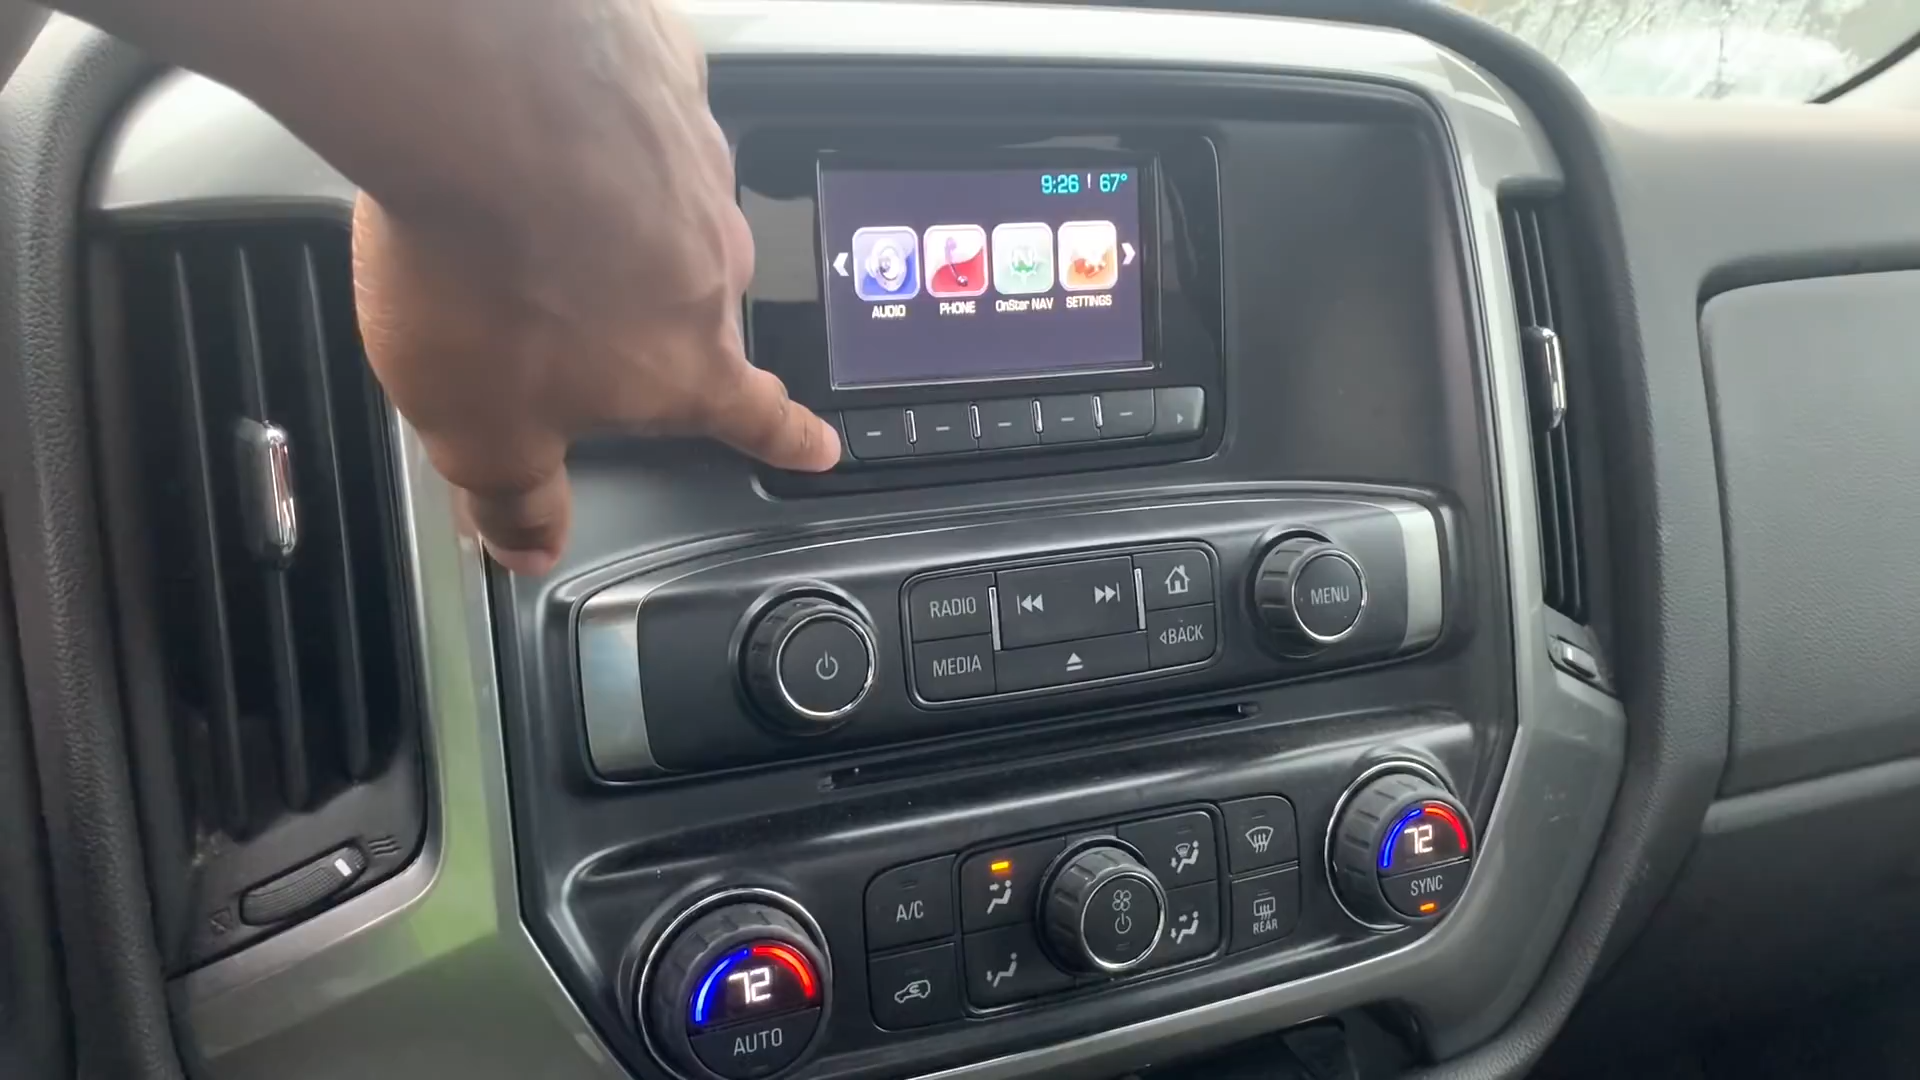 9:26 67°
AUDIO PHONE OnStar NAV SETTINGS
RADIO
MEDIA
BACK
MENU
72
SYNC
A/C
REAR
72
AUTO